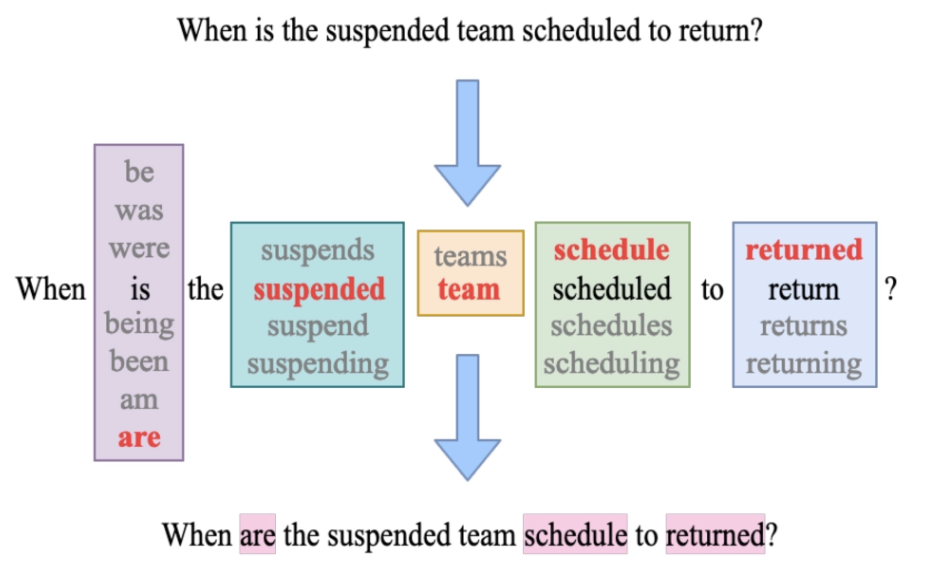 When is the suspended team scheduled to return?
be
was
were
is
being
been
am
are
When
the
suspends
suspended
suspend
suspending
teams
team
schedule
scheduled
schedules
scheduling
to
returned
return
returns
returning
?
When are the suspended team schedule to returned?